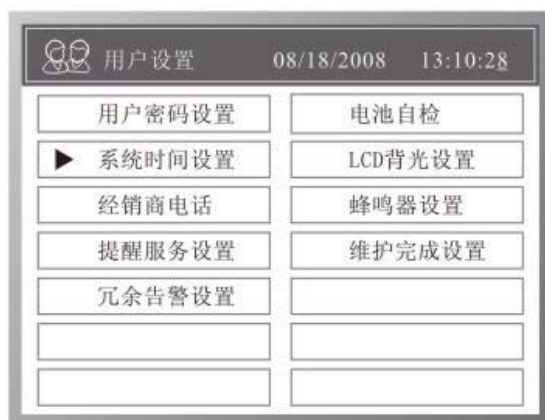 用户设置 08/18/2008 13:10:28
用户密码设置 电池自检
系统时间设置 LCD背光设置
经销商电话 蜂鸣器设置
提醒服务设置 维护完成设置
冗余告警设置